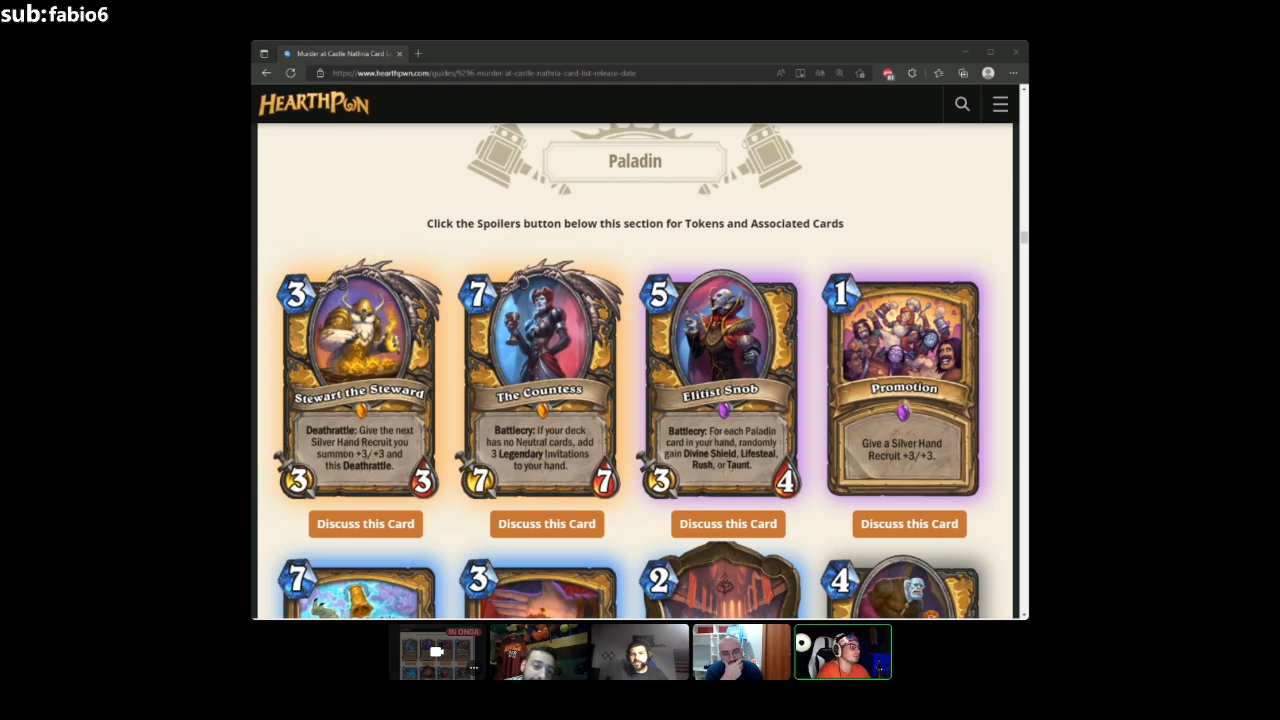 sub:fabio6
Murder at Castle Nathria Card Li
https://www.hearthpwn.com/guides/9296-murder-at-castle-nathria-card-list-release-date
HEARTHPWN
Paladin
Click the Spoilers button below this section for Tokens and Associated Cards
3
7
5
1
Stewart the Steward
The Countess
Elitist Snob
Promotion
Deathrattle: Give the next
Silver Hand Recruit you
summon +3/+3 and
this Deathrattle.
Battlecry: If your deck
has no Neutral cards, add
3 Legendary Invitations
to your hand.
Battlecry: For each Paladin
card in your hand, randomly
gain Divine Shield, Lifesteal,
Rush, or Taunt.
Give a Silver Hand
Recruit +3/+3.
3 3
7 7
3 4
Discuss this Card
Discuss this Card
Discuss this Card
Discuss this Card
7
3
2
4
IN ONDA